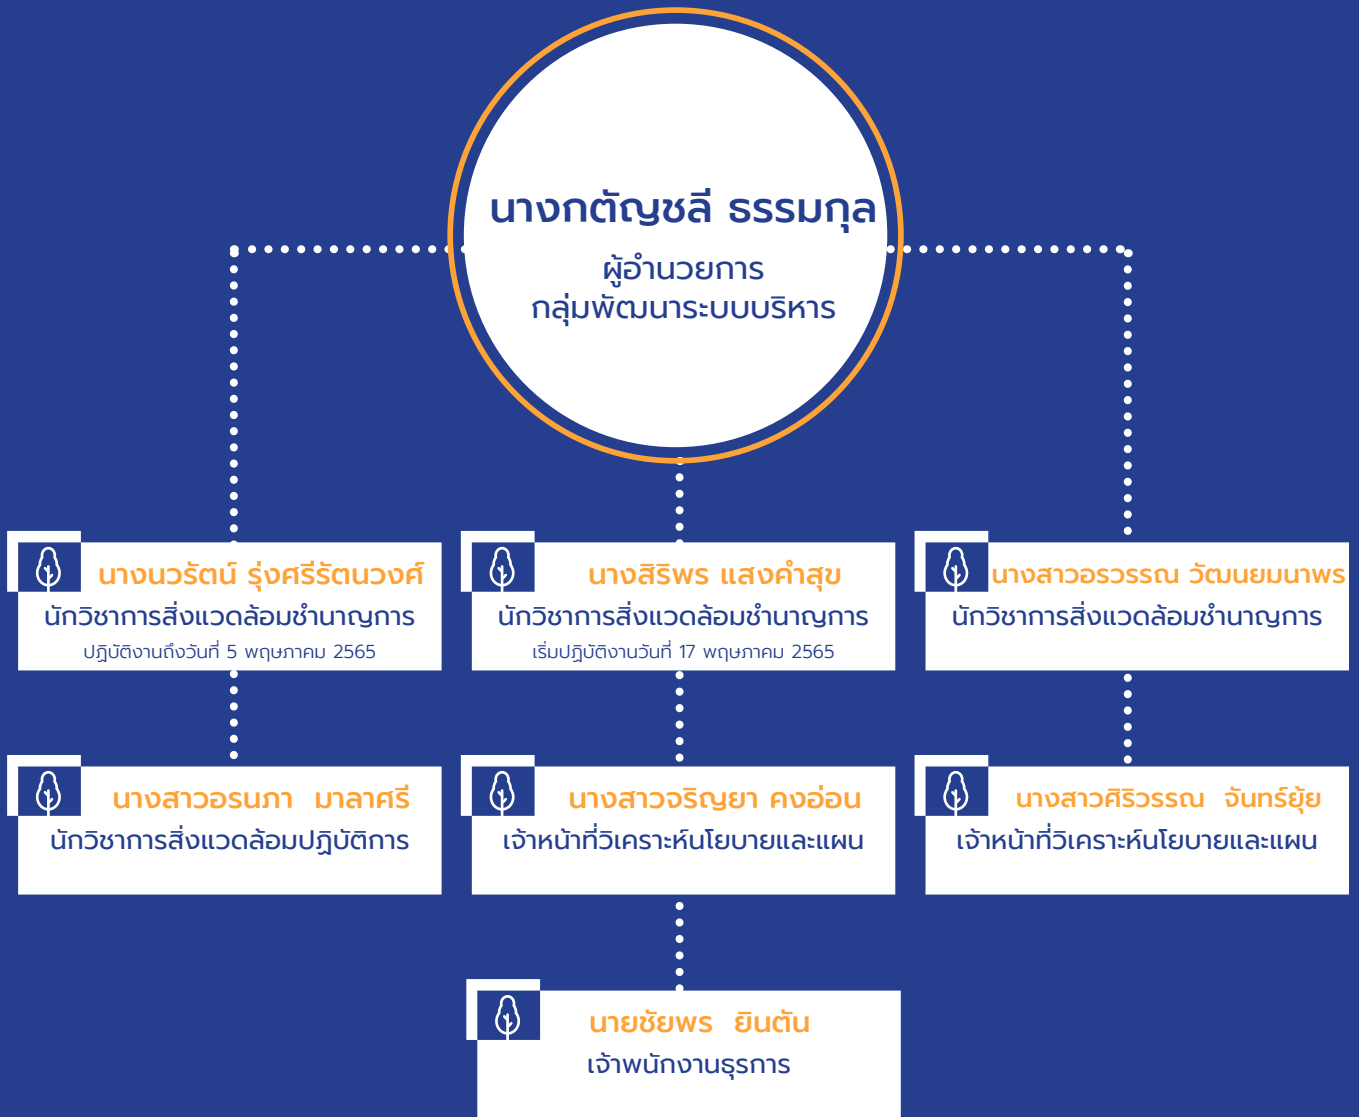 นางกตัญชลี ธรรมกุล
ผู้อำนวยการ
กลุ่มพัฒนาระบบบริหาร
นางนวรัตน์ รุ่งศรีรัตนวงศ์
นักวิชาการสิ่งแวดล้อมชำนาญการ
ปฏิบัติงานถึงวันที่ 5 พฤษภาคม 2565
นางสิริพร แสงคำสุข
นักวิชาการสิ่งแวดล้อมชำนาญการ
เริ่มปฏิบัติงานวันที่ 17 พฤษภาคม 2565
นางสาวอรวรรณ วัฒนยมนาพร
นักวิชาการสิ่งแวดล้อมชำนาญการ
นางสาวอรนภา มาลาศรี
นักวิชาการสิ่งแวดล้อมปฏิบัติการ
นางสาวจริญยา คงอ่อน
เจ้าหน้าที่วิเคราะห์นโยบายและแผน
นางสาวศิริวรรณ จันทร์ยุ้ย
เจ้าหน้าที่วิเคราะห์นโยบายและแผน
นายชัยพร ยินตัน
เจ้าพนักงานธุรการ